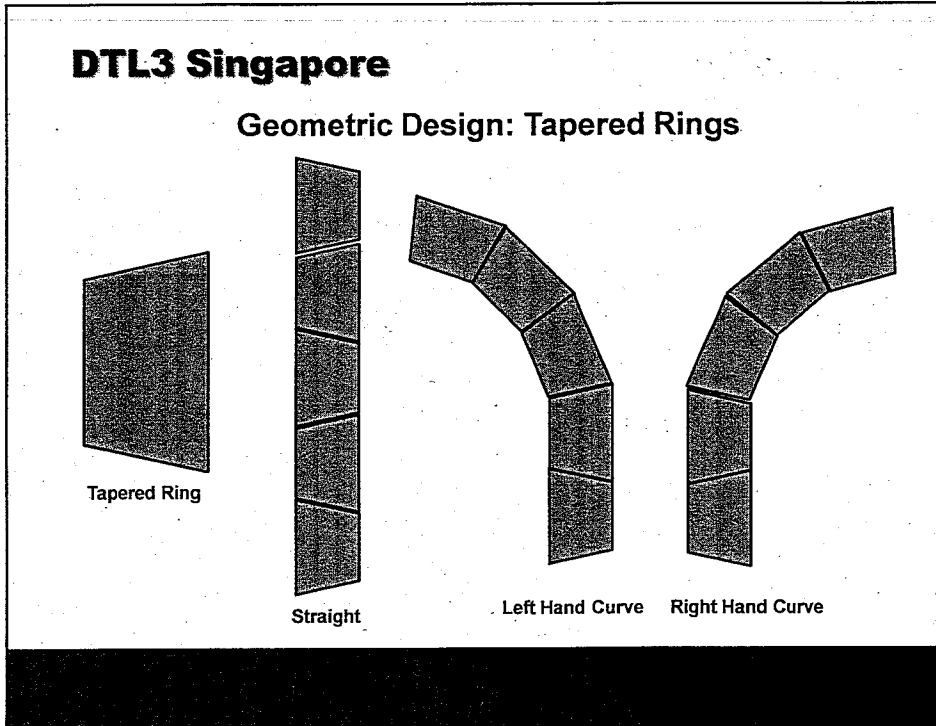 DTL3 Singapore
Geometric Design: Tapered Rings
Tapered Ring
Straight
Left Hand Curve
Right Hand Curve